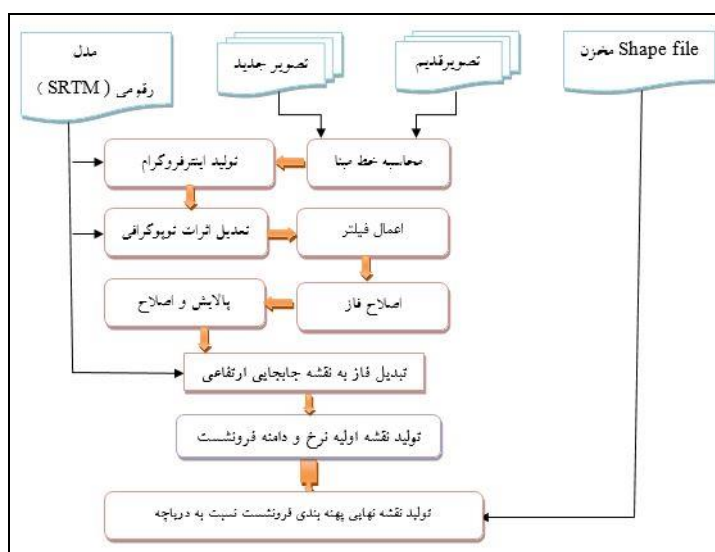 Shape file مخزن
تصویرقدیم
تصویر جدید
مدل
رقومی ( SRTM )
محاسبه خط مبنا
تولید اینترفروگرام
تعدیل اثرات توپوگرافی
اعمال فیلتر
اصلاح فاز
پالایش و اصلاح
تبدیل فاز به نقشه جابجایی ارتفاعی
تولید نقشه اولیه نرخ و دامنه فرونشست
تولید نقشه نهایی پهنه بندی فرونشست نسبت به دریاچه